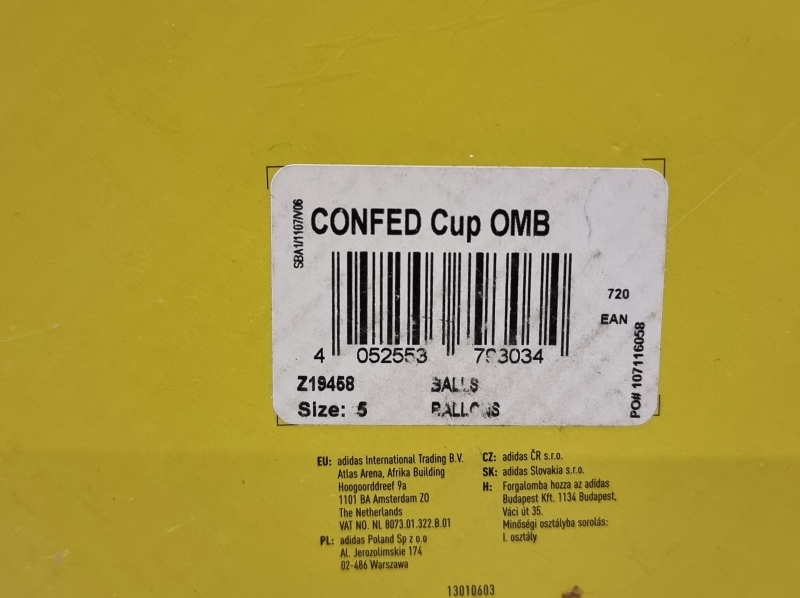 CONFED Cup OMB
SBA1/1107/V06
720
EAN
4 052553 793034
Z19458 BALLS
Size: 5 BALLONS
PO# 107116058
EU: adidas International Trading B.V.
Atlas Arena, Afrika Building
Hoogoorddreef 9a
1101 BA Amsterdam ZO
The Netherlands
VAT NO. NL 8073.01.322.B.01
PL: adidas Poland Sp z o.o
Al. Jerozolimskie 174
02-486 Warszawa
CZ: adidas ČR s.r.o.
SK: adidas Slovakia s.r.o.
H: Forgalomba hozza az adidas
Budapest Kft. 1134 Budapest,
Váci út 35.
Minőségi osztályba sorolás:
I. osztály
13010603